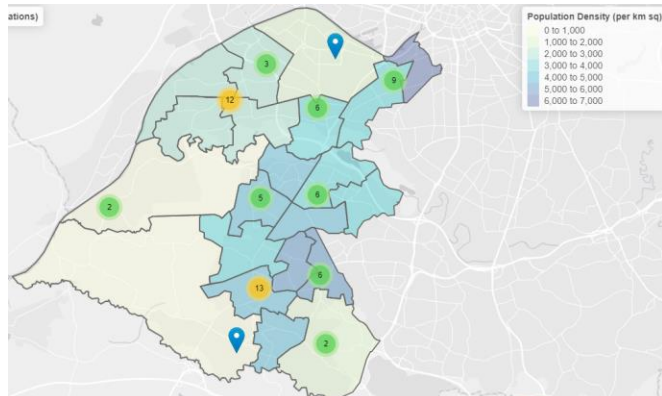 ations)
Population Density (per km sq)
0 to 1,000
1,000 to 2,000
2,000 to 3,000
3,000 to 4,000
4,000 to 5,000
5,000 to 6,000
6,000 to 7,000
3
9
12
6
2
5
6
6
13
2